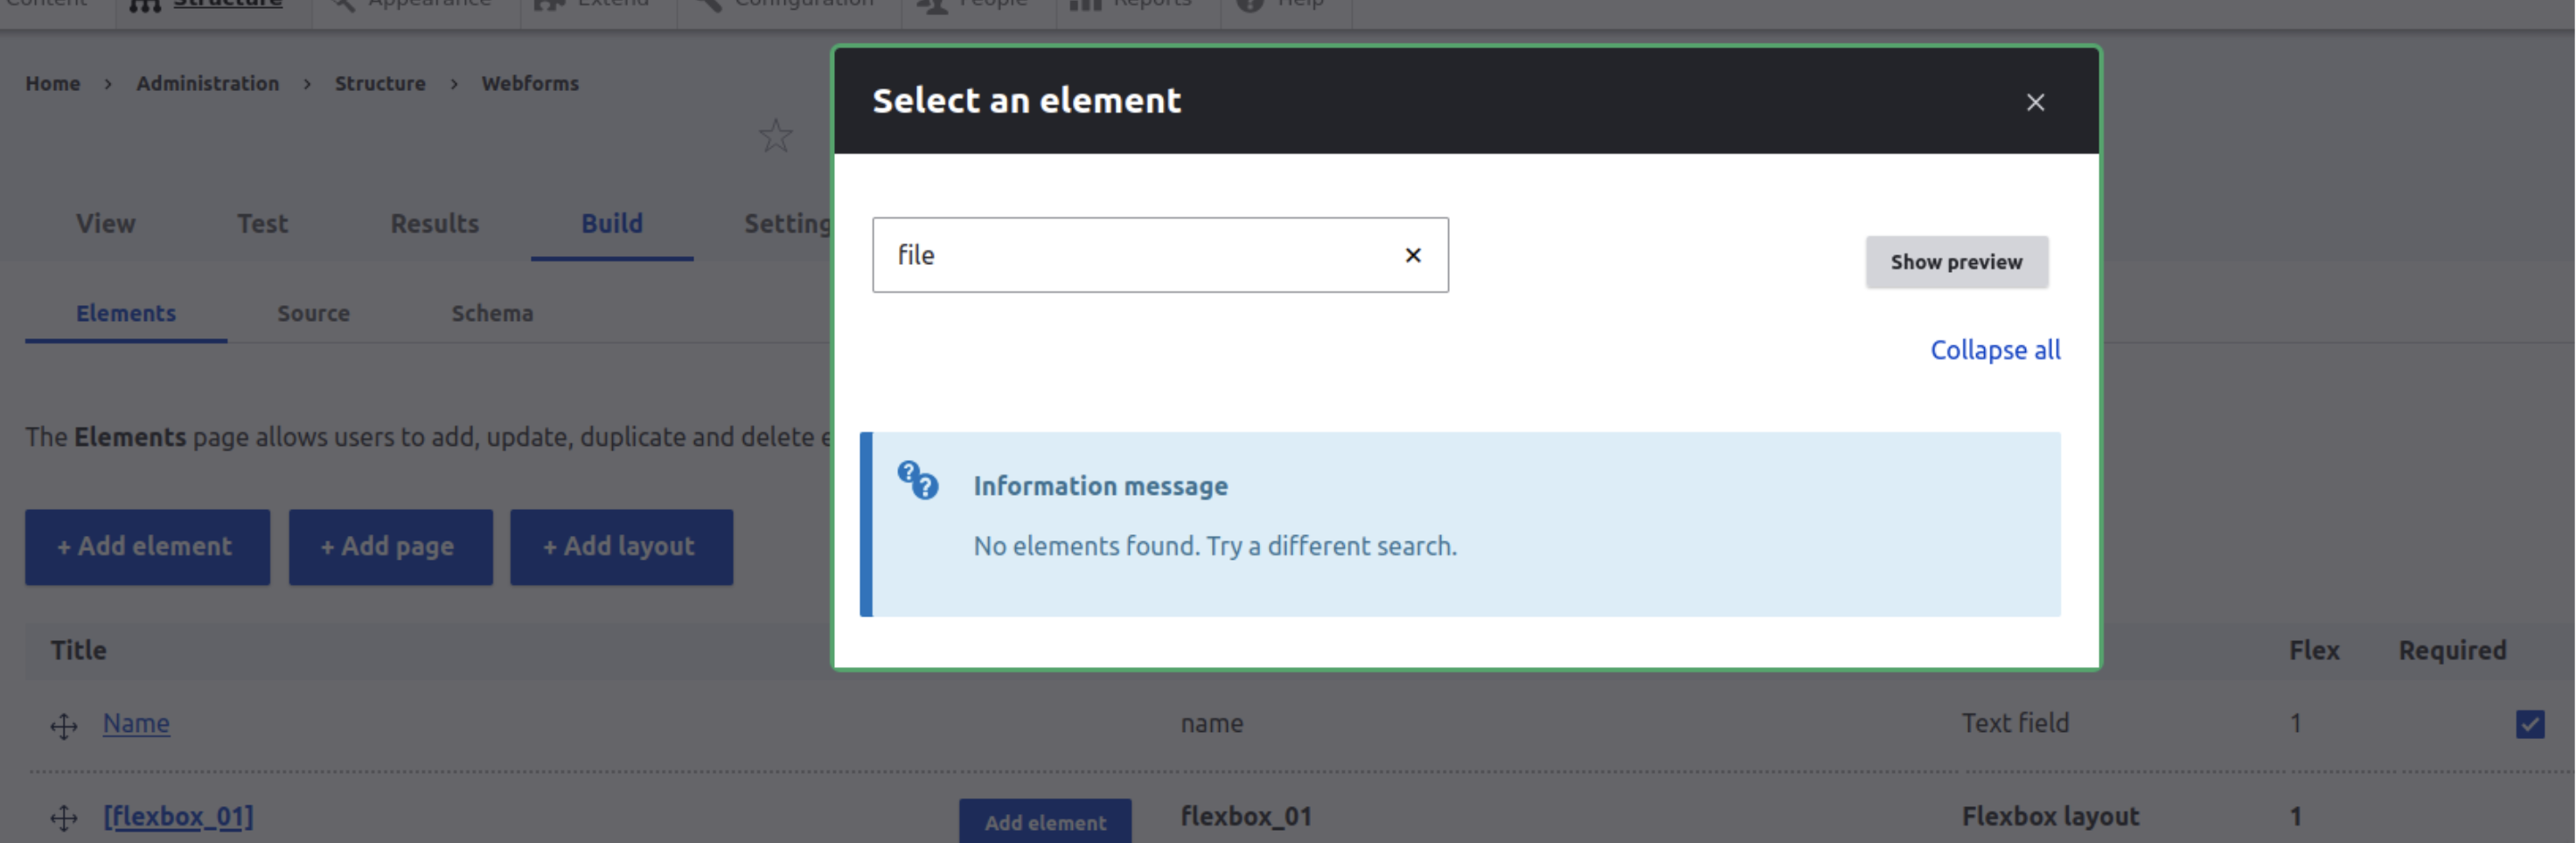 Content Structure Appearance Extend Configuration People Reports Help
Home › Administration › Structure › Webforms
Select an element
View Test Results Build Setting
file ×
Show preview
Elements Source Schema
Collapse all
The Elements page allows users to add, update, duplicate and delete e
Information message
No elements found. Try a different search.
+ Add element + Add page + Add layout
Title Flex Required
Name name Text field 1
[flexbox_01] Add element flexbox_01 Flexbox layout 1